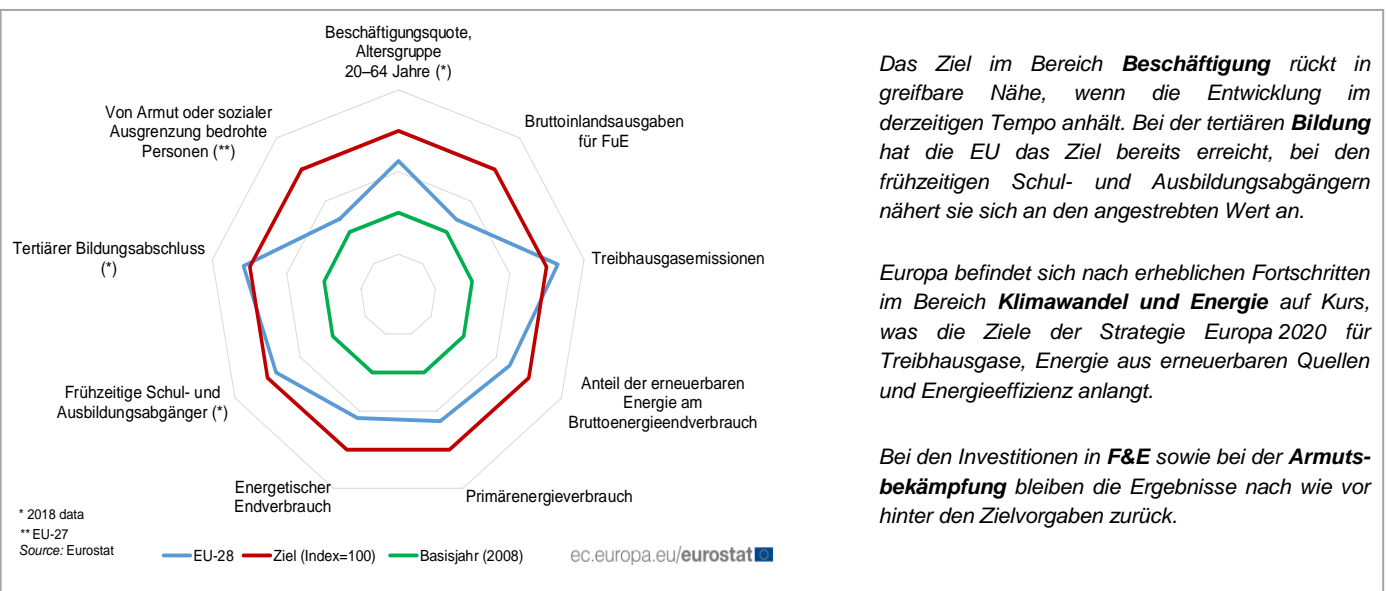 Beschäftigungsquote,
Altersgruppe
20–64 Jahre (*)
Bruttoinlandsausgaben
für FuE
Treibhausgasemissionen
Anteil der erneuerbaren
Energie am
Bruttoenergieendverbrauch
Primärenergieverbrauch
Energetischer
Endverbrauch
Frühzeitige Schul- und
Ausbildungsabgänger (*)
Tertiärer Bildungsabschluss
(*)
Von Armut oder sozialer
Ausgrenzung bedrohte
Personen (**)
* 2018 data
** EU-27
Source: Eurostat
EU-28
Ziel (Index=100)
Basisjahr (2008)
ec.europa.eu/eurostat
Das Ziel im Bereich Beschäftigung rückt in
greifbare Nähe, wenn die Entwicklung im
derzeitigen Tempo anhält. Bei der tertiären Bildung
hat die EU das Ziel bereits erreicht, bei den
frühzeitigen Schul- und Ausbildungsabgängern
nähert sie sich an den angestrebten Wert an.
Europa befindet sich nach erheblichen Fortschritten
im Bereich Klimawandel und Energie auf Kurs,
was die Ziele der Strategie Europa 2020 für
Treibhausgase, Energie aus erneuerbaren Quellen
und Energieeffizienz anlangt.
Bei den Investitionen in F&E sowie bei der Armuts-
bekämpfung bleiben die Ergebnisse nach wie vor
hinter den Zielvorgaben zurück.